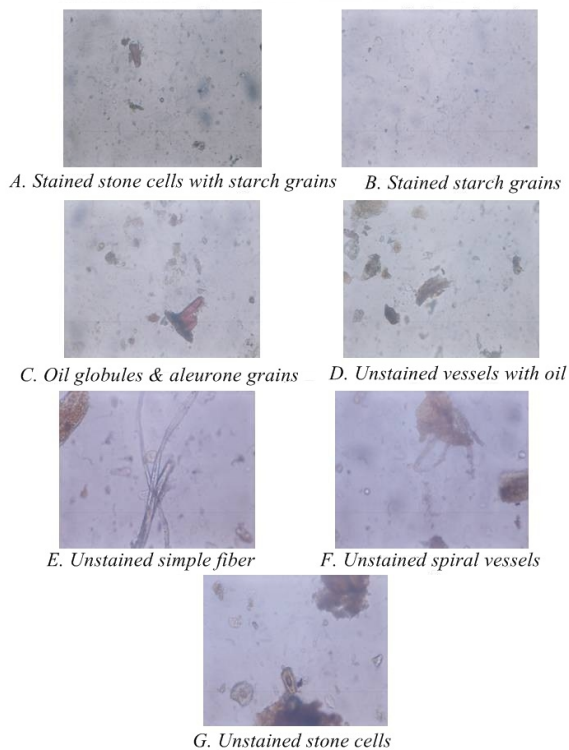 A. Stained stone cells with starch grains
B. Stained starch grains
C. Oil globules & aleurone grains
D. Unstained vessels with oil
E. Unstained simple fiber
F. Unstained spiral vessels
G. Unstained stone cells